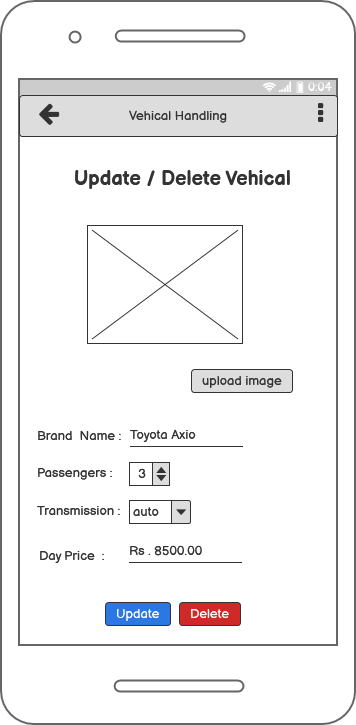 0:04
Vehical Handling
Update / Delete Vehical
upload image
Brand Name : Toyota Axio
Passengers : 3
Transmission : auto
Day Price : Rs . 8500.00
Update Delete